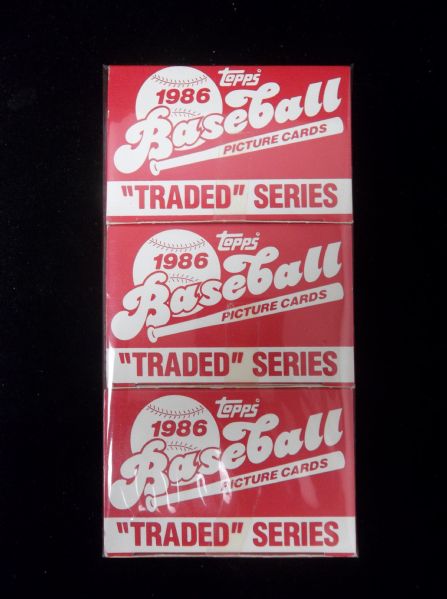 topps
1986
Baseball
PICTURE CARDS
"TRADED" SERIES
topps
1986
Baseball
PICTURE CARDS
"TRADED" SERIES
topps
1986
Baseball
PICTURE CARDS
"TRADED" SERIES